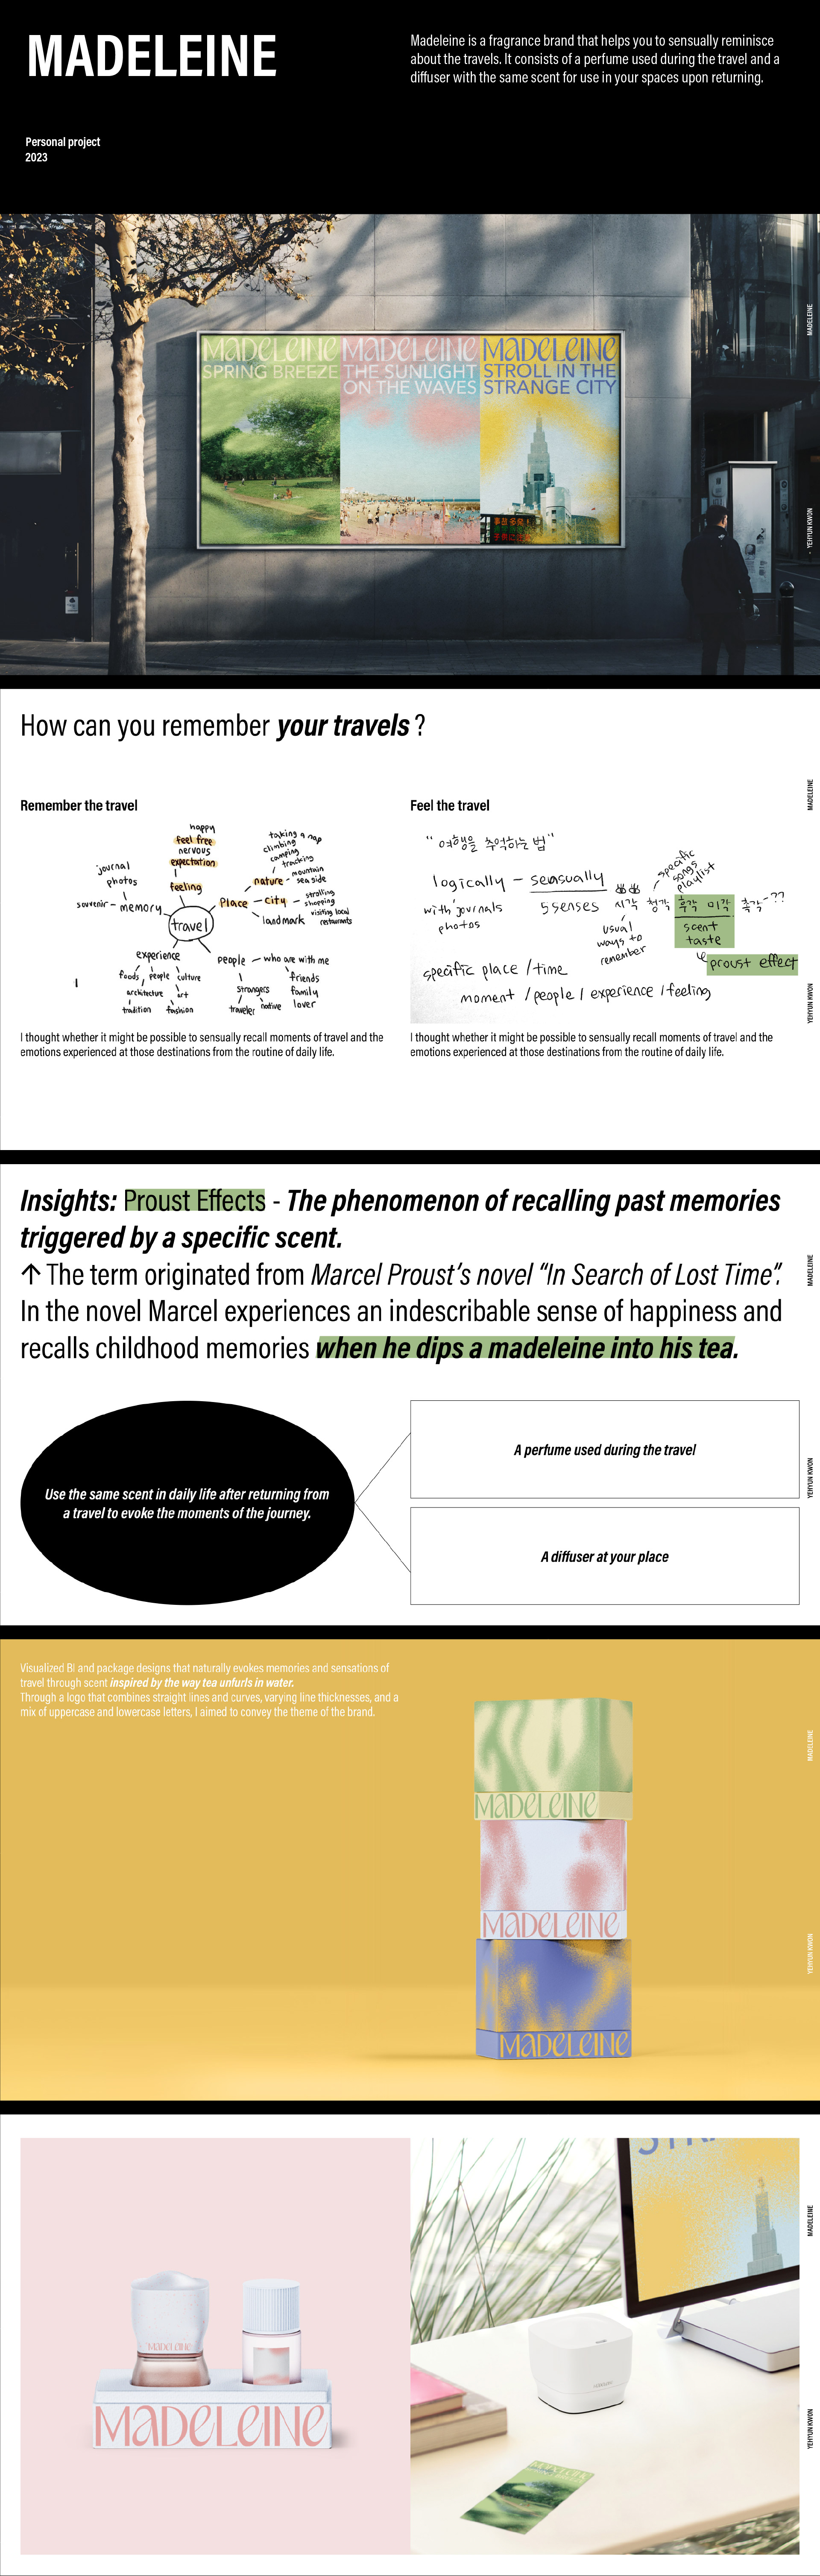 MADELEINE
Madeleine is a fragrance brand that helps you to sensually reminisce
about the travels. It consists of a perfume used during the travel and a
diffuser with the same scent for use in your spaces upon returning.
Personal project
2023
MADELEINE
YEHYUN KWON
MaDELEINE
SPRING BREEZE
MaDELEINE
THE SUNLIGHT
ON THE WAVES
MaDELEINE
STROLL IN THE
STRANGE CITY
How can you remember your travels ?
MADELEINE
YEHYUN KWON
Remember the travel
happy
feel free
nervous
expectation
feeling
taking a nap
climbing
camping
tracking
mountain
sea side
nature
journal
photos
souvenir
memory
travel
place
city
strolling
shopping
visiting local
restaurants
landmark
experience
foods
people
culture
architecture
art
tradition
fashion
people
who are with me
friends
family
lover
strangers
traveler
native
I thought whether it might be possible to sensually recall moments of travel and the
emotions experienced at those destinations from the routine of daily life.
Feel the travel
"여행을 추억하는 법"
logically - sensually
with journals
photos
5 senses
시각 청각 후각 미각 촉각 - ??
specific
songs
playlist
usual
ways to
remember
scent
taste
proust effect
specific place / time
moment / people / experience / feeling
I thought whether it might be possible to sensually recall moments of travel and the
emotions experienced at those destinations from the routine of daily life.
Insights: Proust Effects - The phenomenon of recalling past memories
triggered by a specific scent.
↑ The term originated from Marcel Proust's novel “In Search of Lost Time”.
In the novel Marcel experiences an indescribable sense of happiness and
recalls childhood memories when he dips a madeleine into his tea.
MADELEINE
YEHYUN KWON
Use the same scent in daily life after returning from
a travel to evoke the moments of the journey.
A perfume used during the travel
A diffuser at your place
Visualized BI and package designs that naturally evokes memories and sensations of
travel through scent inspired by the way tea unfurls in water.
Through a logo that combines straight lines and curves, varying line thicknesses, and a
mix of uppercase and lowercase letters, I aimed to convey the theme of the brand.
MADELEINE
YEHYUN KWON
MaDELEINE
MaDELEINE
MaDELEINE
MaDELEINE
MaDELEINE
MADELEINE
YEHYUN KWON